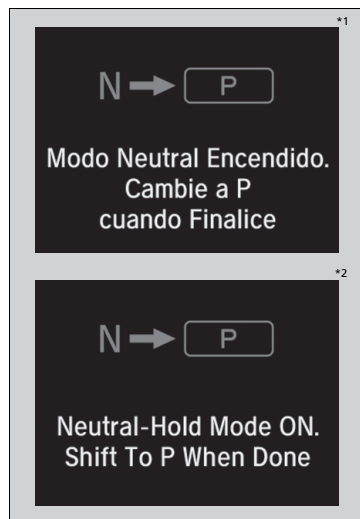 *1
N → P
Modo Neutral Encendido.
Cambie a P
cuando Finalice
*2
N → P
Neutral-Hold Mode ON.
Shift To P When Done